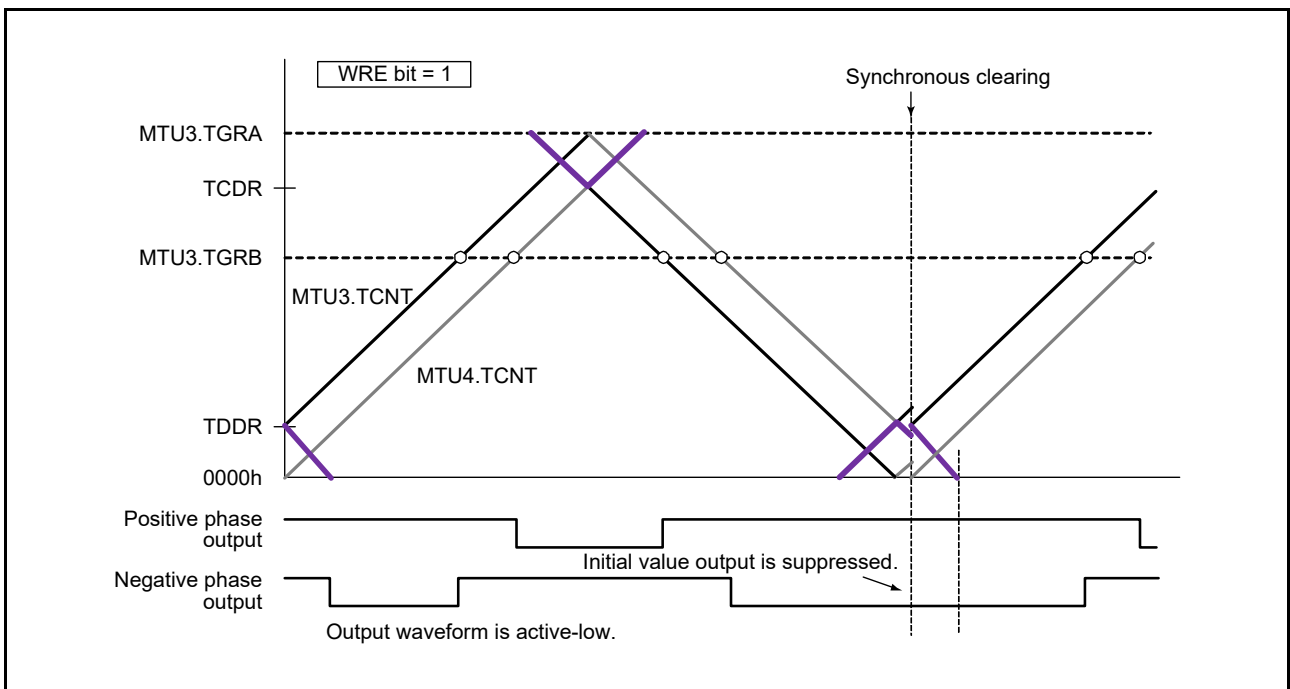 WRE bit = 1
Synchronous clearing
MTU3.TGRA
TCDR
MTU3.TGRB
MTU3.TCNT
MTU4.TCNT
TDDR
0000h
Positive phase
output
Initial value output is suppressed.
Negative phase
output
Output waveform is active-low.